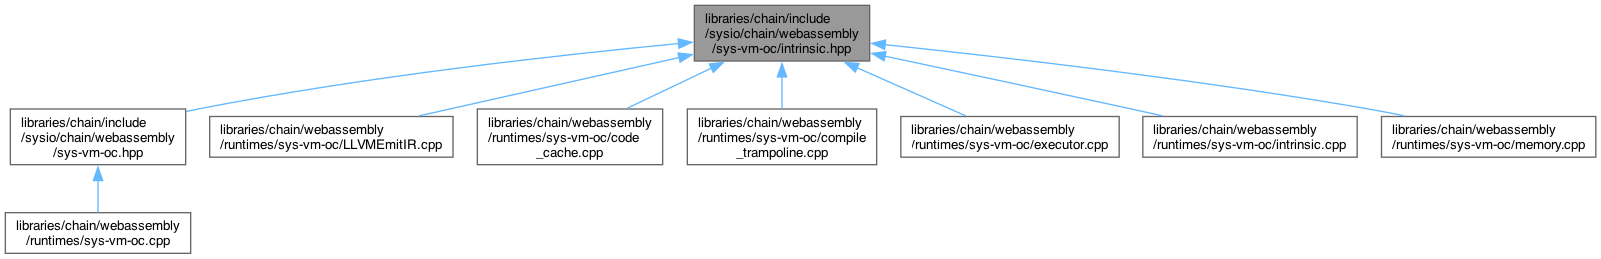 libraries/chain/include
/sysio/chain/webassembly
/sys-vm-oc/intrinsic.hpp
libraries/chain/include
/sysio/chain/webassembly
/sys-vm-oc.hpp
libraries/chain/webassembly
/runtimes/sys-vm-oc/LLVMEmitIR.cpp
libraries/chain/webassembly
/runtimes/sys-vm-oc/code
_cache.cpp
libraries/chain/webassembly
/runtimes/sys-vm-oc/compile
_trampoline.cpp
libraries/chain/webassembly
/runtimes/sys-vm-oc/executor.cpp
libraries/chain/webassembly
/runtimes/sys-vm-oc/intrinsic.cpp
libraries/chain/webassembly
/runtimes/sys-vm-oc/memory.cpp
libraries/chain/webassembly
/runtimes/sys-vm-oc.cpp